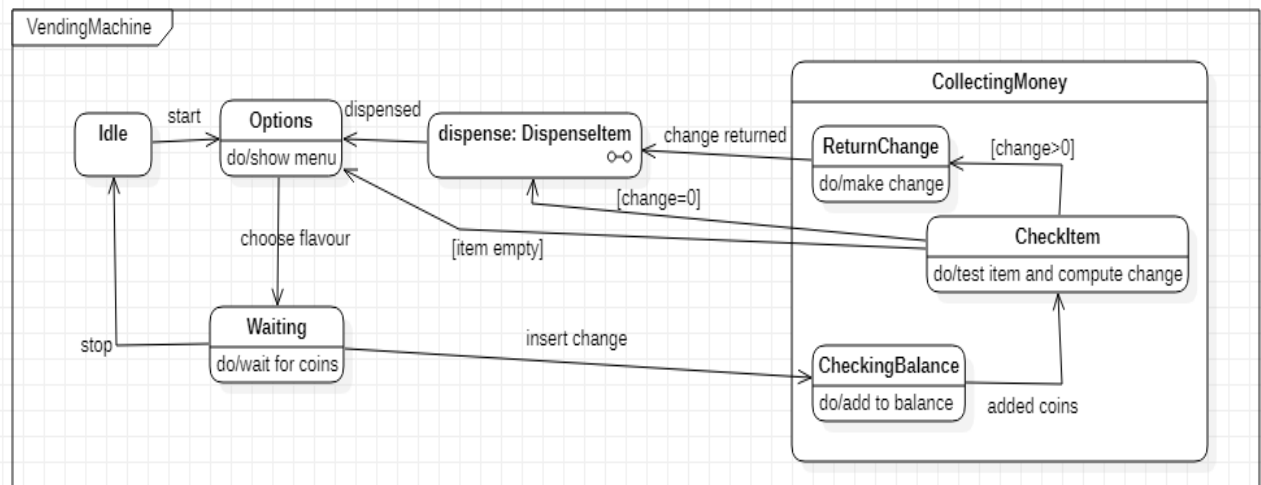 VendingMachine
CollectingMoney
Idle
start
Options
do/show menu
dispensed
dispense: DispenseItem
change returned
ReturnChange
do/make change
[change>0]
[change=0]
CheckItem
do/test item and compute change
choose flavour
[item empty]
Waiting
do/wait for coins
stop
insert change
CheckingBalance
do/add to balance
added coins